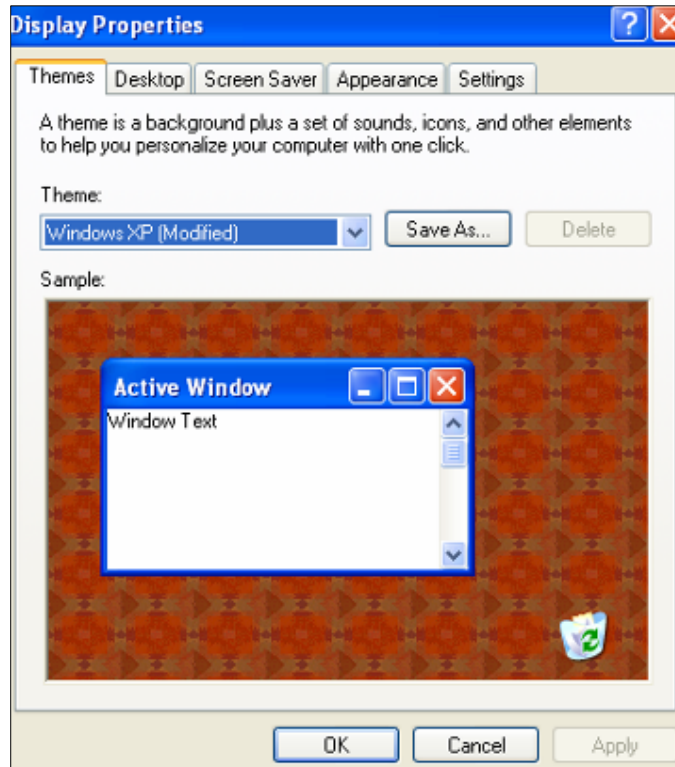 Display Properties
Themes Desktop Screen Saver Appearance Settings
A theme is a background plus a set of sounds, icons, and other elements
to help you personalize your computer with one click.
Theme:
Windows XP (Modified) Save As... Delete
Sample:
Active Window
Window Text
OK Cancel Apply